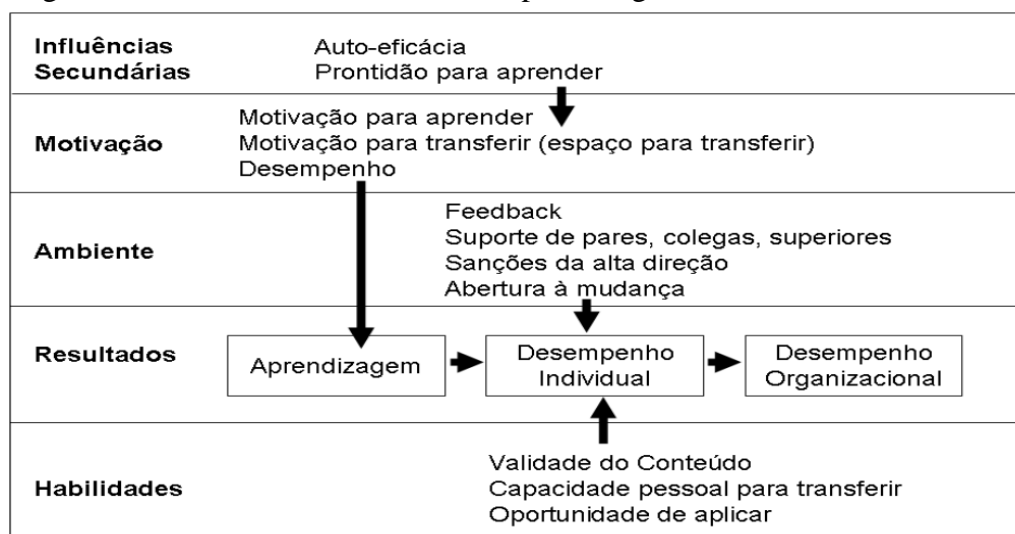 Influências
Secundárias
Auto-eficácia
Prontidão para aprender
Motivação
Motivação para aprender
Motivação para transferir (espaço para transferir)
Desempenho
Ambiente
Feedback
Suporte de pares, colegas, superiores
Sanções da alta direção
Abertura à mudança
Resultados
Aprendizagem
Desempenho
Individual
Desempenho
Organizacional
Habilidades
Validade do Conteúdo
Capacidade pessoal para transferir
Oportunidade de aplicar